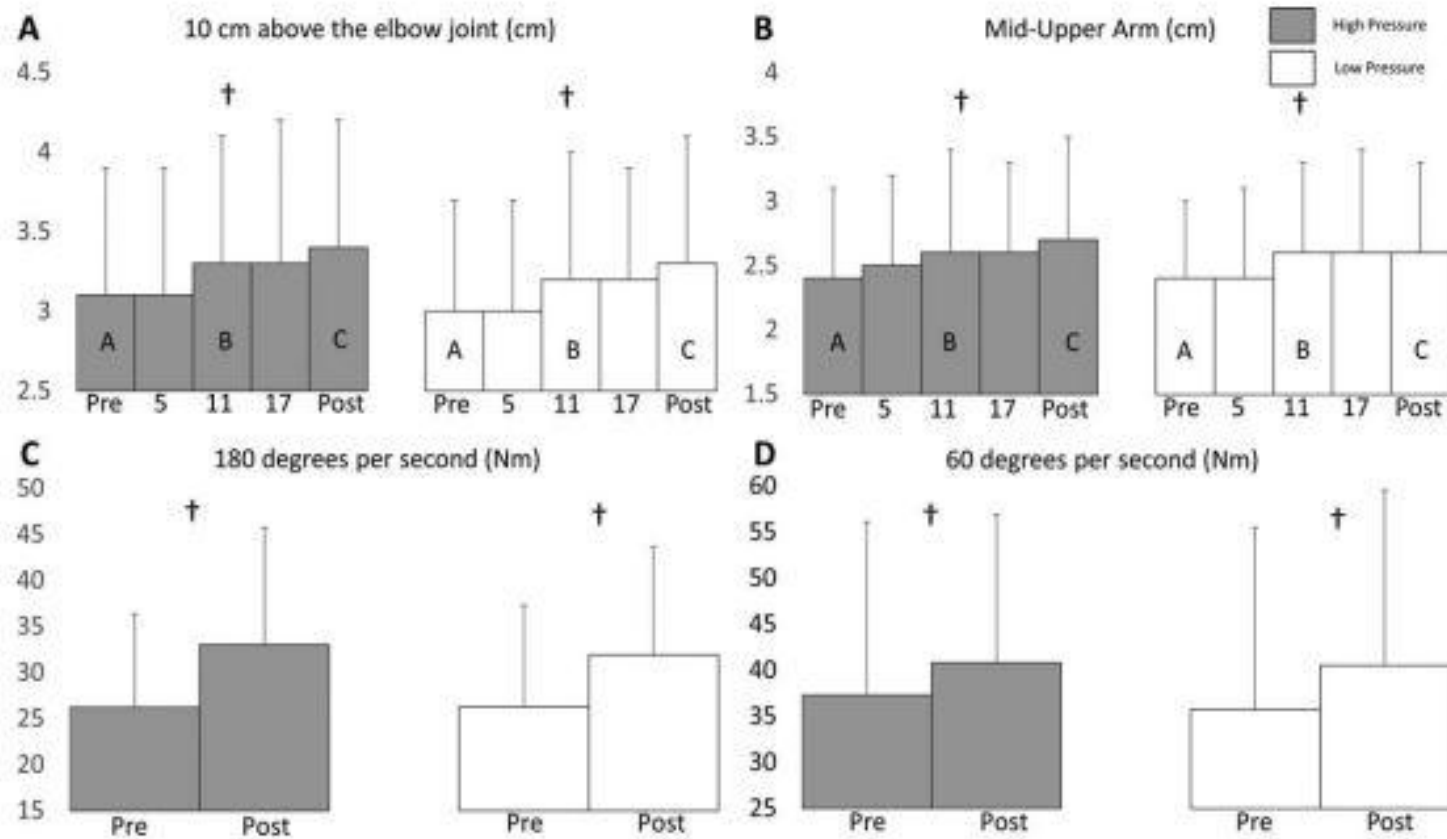 A 10 cm above the elbow joint (cm)
4.5
4
3.5
3
2.5
†
†
A B C
A B C
Pre 5 11 17 Post
Pre 5 11 17 Post
B Mid-Upper Arm (cm)
High Pressure
Low Pressure
4
3.5
3
2.5
2
1.5
†
†
A B C
A B C
Pre 5 11 17 Post
Pre 5 11 17 Post
C 180 degrees per second (Nm)
50
45
40
35
30
25
20
15
†
†
Pre Post
Pre Post
D 60 degrees per second (Nm)
60
55
50
45
40
35
30
25
†
†
Pre Post
Pre Post